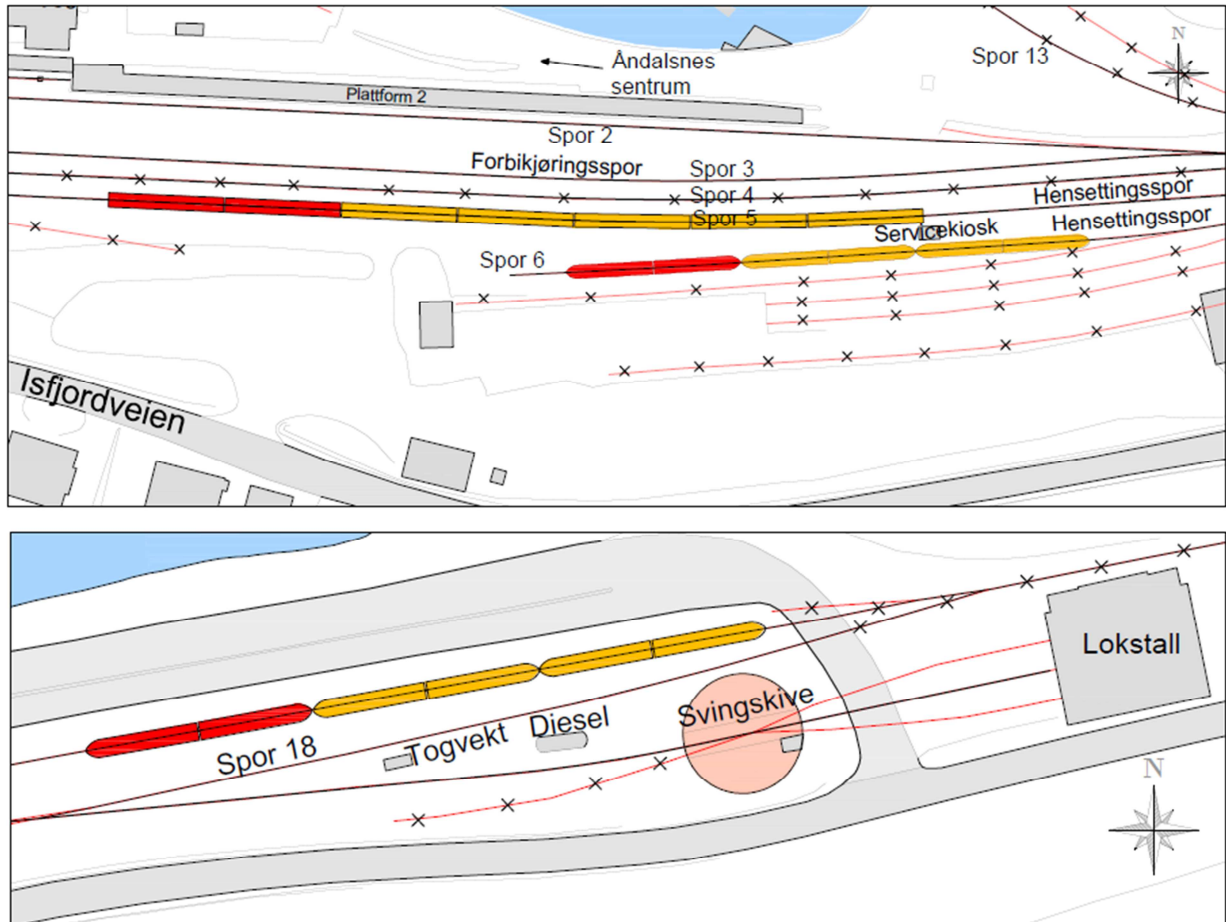 N
Åndalsnes
sentrum
Spor 13
Plattform 2
Spor 2
Forbikjøringsspor
Spor 3
Spor 4
Hensettingsspor
Spor 5
Servicekiosk
Hensettingsspor
Spor 6
Isfjordveien
Lokstall
Svingskive
Diesel
Togvekt
Spor 18
N